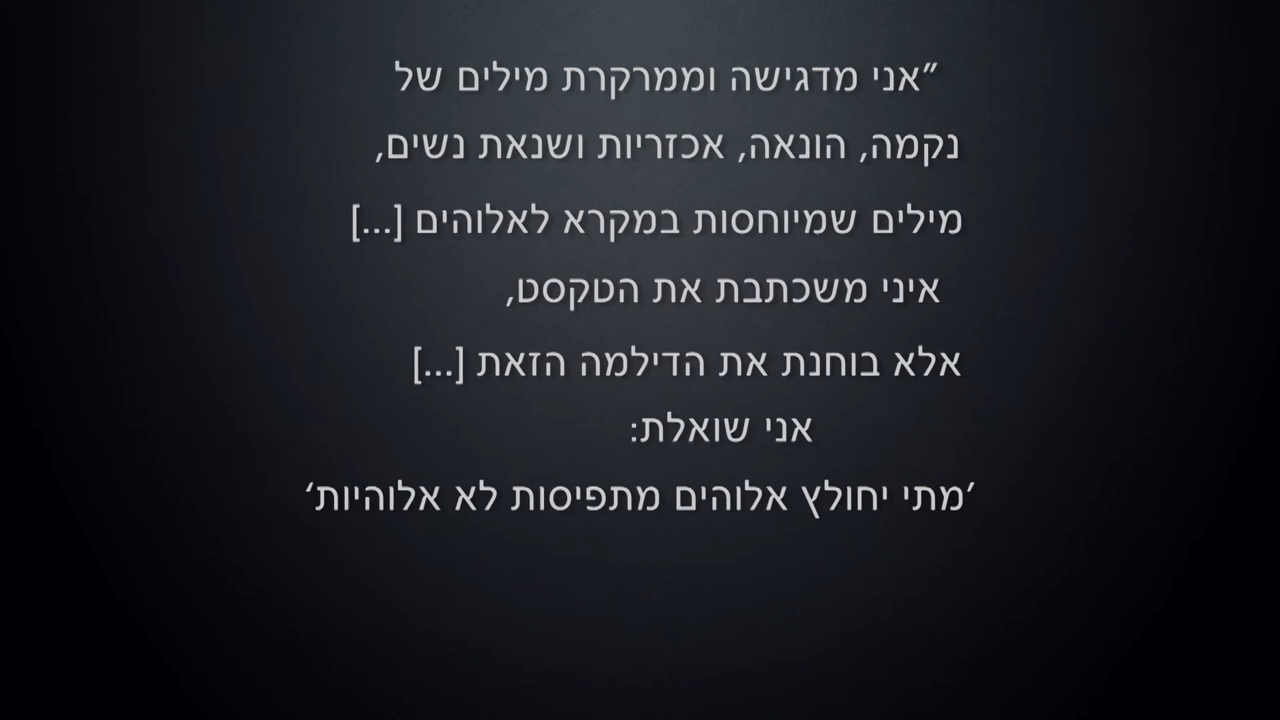 "אני מדגישה וממרקרת מילים של
נקמה, הונאה, אכזריות ושנאת נשים,
מילים שמיוחסות במקרא לאלוהים [...]
איני משכתבת את הטקסט,
אלא בוחנת את הדילמה הזאת [...]
אני שואלת:
'מתי יחולץ אלוהים מתפיסות לא אלוהיות'